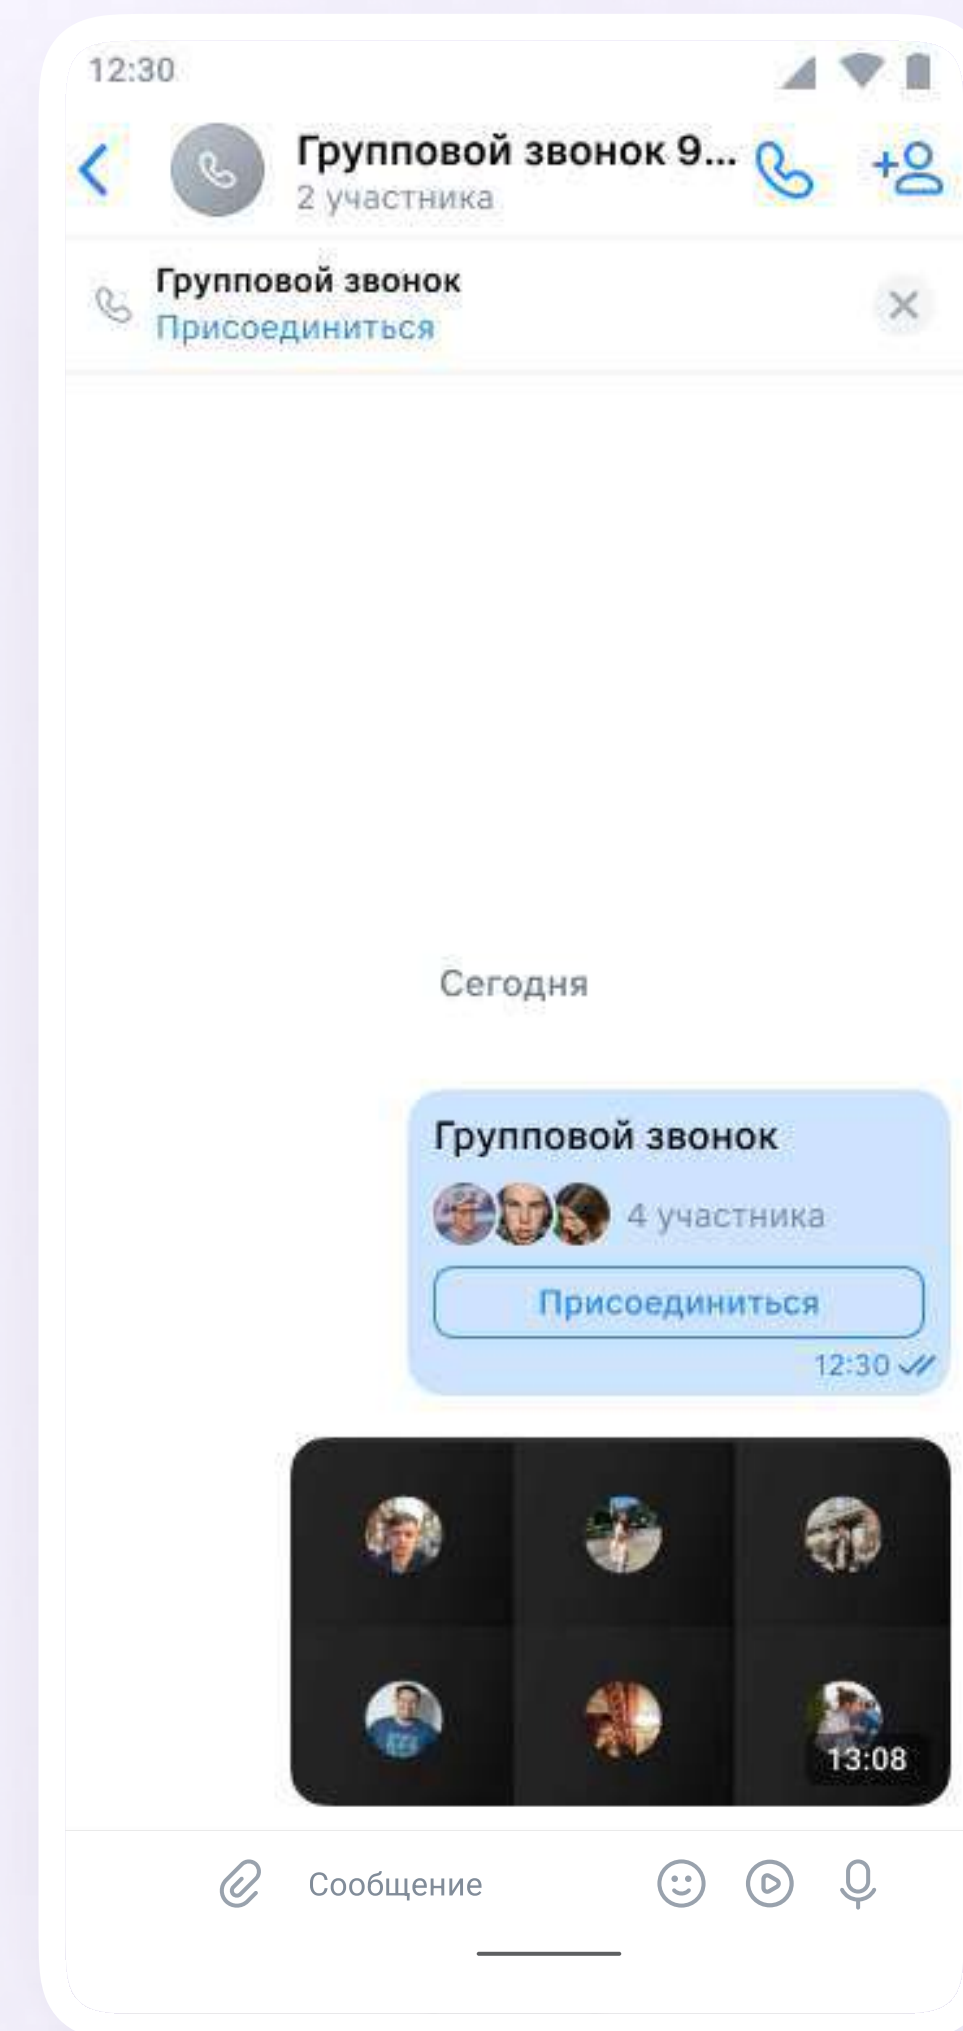 12:30
Групповой звонок 9...
2 участника
Групповой звонок
Присоединиться
Сегодня
Групповой звонок
4 участника
Присоединиться
12:30
13:08
Сообщение